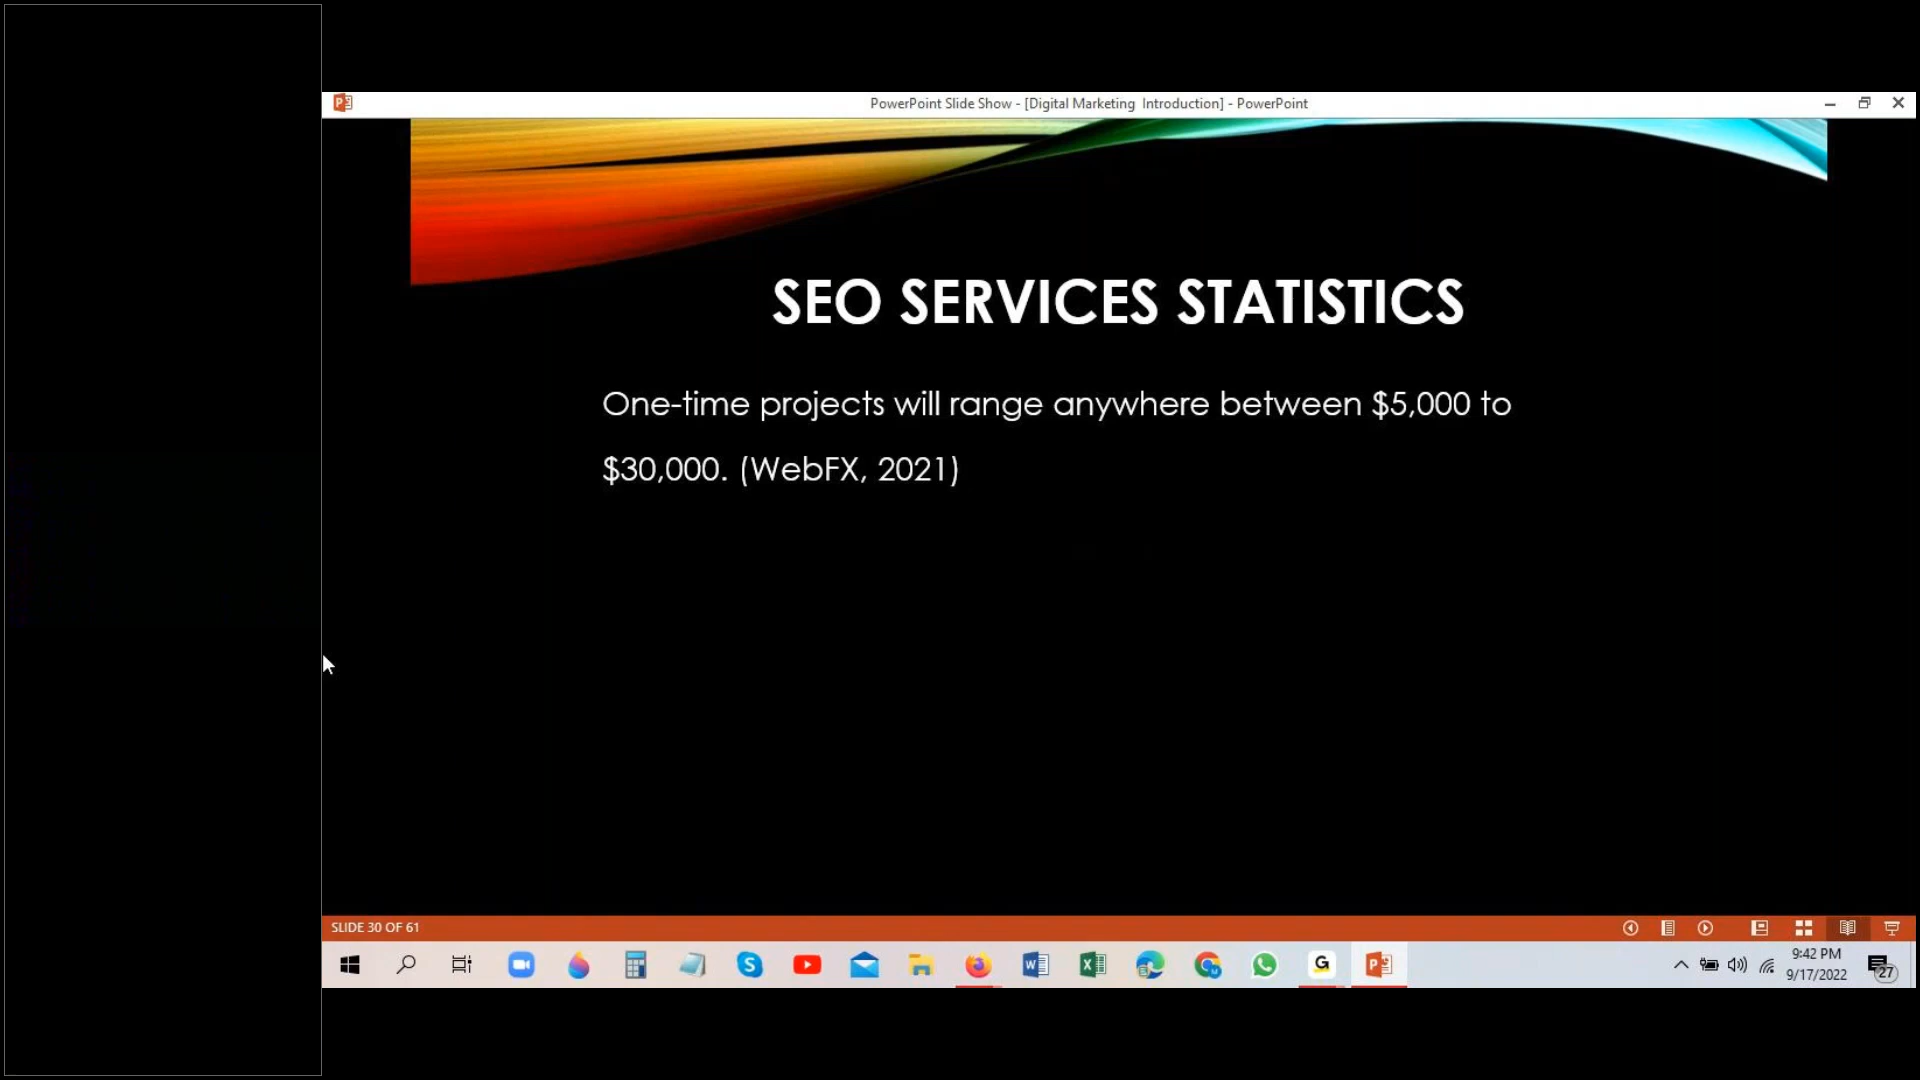 PowerPoint Slide Show - [Digital Marketing  Introduction] - PowerPoint
SEO SERVICES STATISTICS
One-time projects will range anywhere between $5,000 to
$30,000. (WebFX, 2021)
SLIDE 30 OF 61
9:42 PM
9/17/2022
27